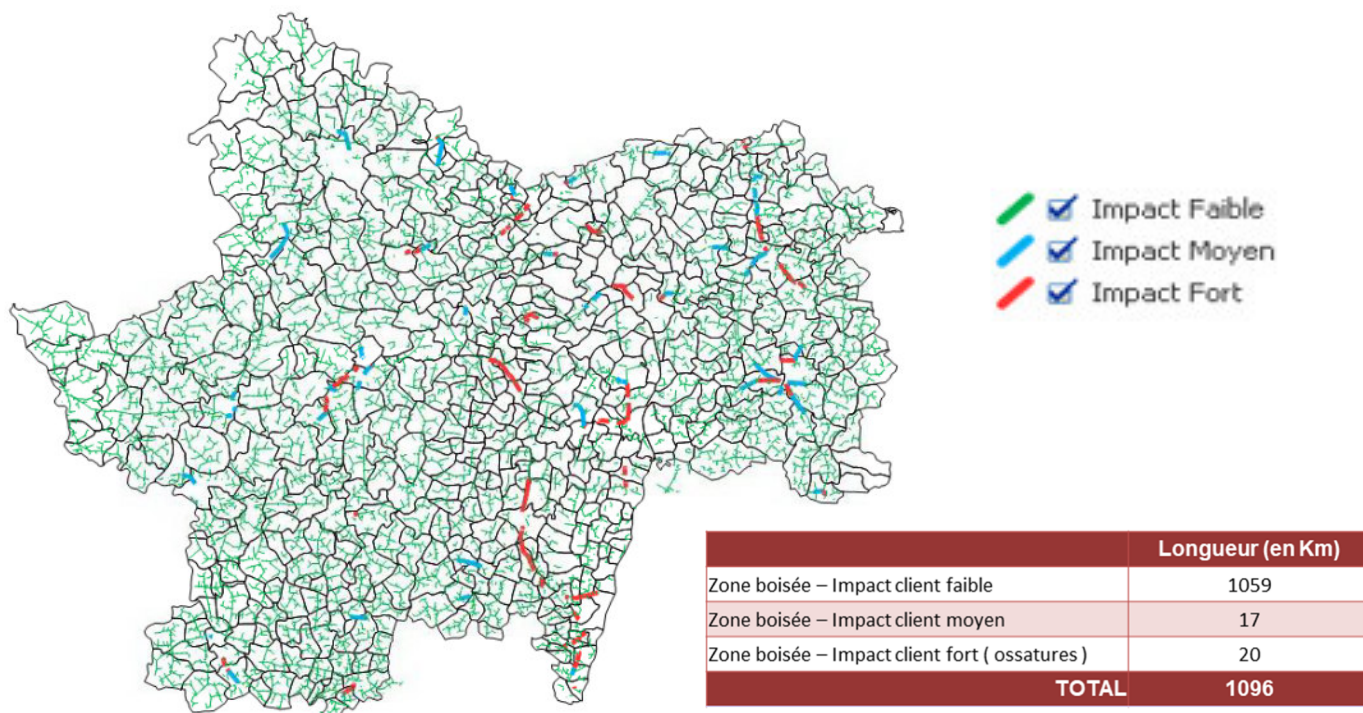 Impact Faible
Impact Moyen
Impact Fort
Longueur (en Km)
Zone boisée – Impact client faible 1059
Zone boisée – Impact client moyen 17
Zone boisée – Impact client fort ( ossatures ) 20
TOTAL 1096